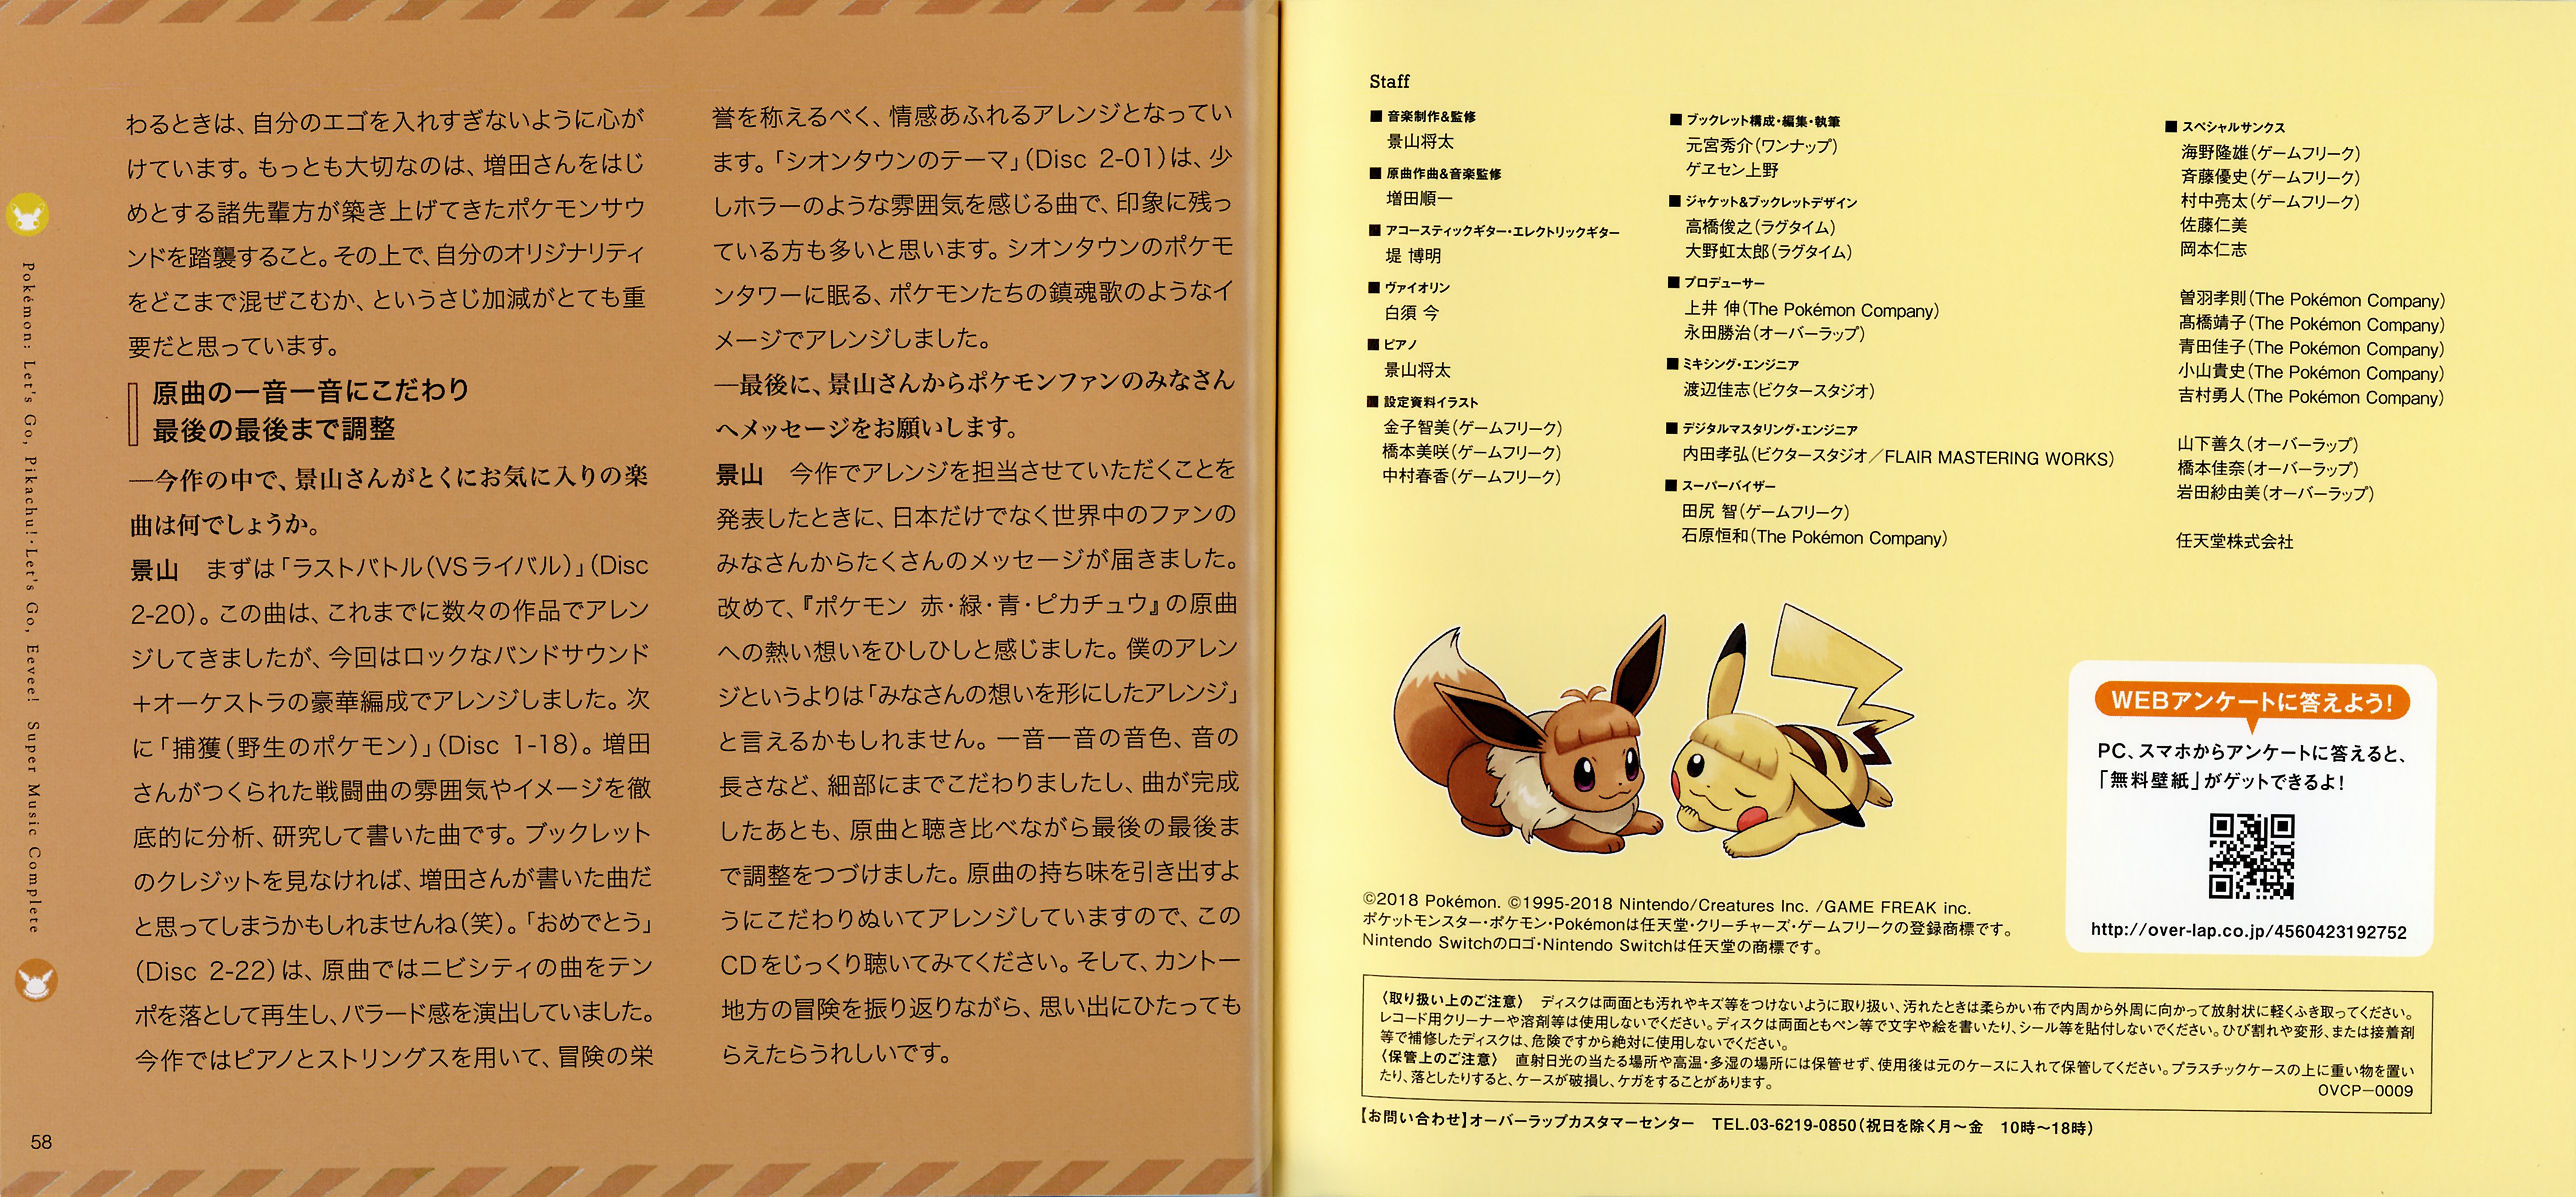 Pokémon: Let's Go, Pikachu!・Let's Go, Eevee! Super Music Complete
わるときは、自分のエゴを入れすぎないように心が
けています。もっとも大切なのは、増田さんをはじ
めとする諸先輩方が築き上げてきたポケモンサウ
ンドを踏襲すること。その上で、自分のオリジナリティ
をどこまで混ぜこむか、というさじ加減がとても重
要だと思っています。
原曲の一音一音にこだわり
最後の最後まで調整
―今作の中で、景山さんがとくにお気に入りの楽
曲は何でしょうか。
景山　まずは「ラストバトル(VSライバル)」(Disc
2-20)。この曲は、これまでに数々の作品でアレン
ジしてきましたが、今回はロックなバンドサウンド
＋オーケストラの豪華編成でアレンジしました。次
に「捕獲(野生のポケモン)」(Disc 1-18)。増田
さんがつくられた戦闘曲の雰囲気やイメージを徹
底的に分析、研究して書いた曲です。ブックレット
のクレジットを見なければ、増田さんが書いた曲だ
と思ってしまうかもしれませんね(笑)。「おめでとう」
(Disc 2-22)は、原曲ではニビシティの曲をテン
ポを落として再生し、バラード感を演出していました。
今作ではピアノとストリングスを用いて、冒険の栄
誉を称えるべく、情感あふれるアレンジとなってい
ます。「シオンタウンのテーマ」(Disc 2-01)は、少
しホラーのような雰囲気を感じる曲で、印象に残っ
ている方も多いと思います。シオンタウンのポケモ
ンタワーに眠る、ポケモンたちの鎮魂歌のようなイ
メージでアレンジしました。
―最後に、景山さんからポケモンファンのみなさん
へメッセージをお願いします。
景山　今作でアレンジを担当させていただくことを
発表したときに、日本だけでなく世界中のファンの
みなさんからたくさんのメッセージが届きました。
改めて、『ポケモン 赤・緑・青・ピカチュウ』の原曲
への熱い想いをひしひしと感じました。僕のアレン
ジというよりは「みなさんの想いを形にしたアレンジ」
と言えるかもしれません。一音一音の音色、音の
長さなど、細部にまでこだわりましたし、曲が完成
したあとも、原曲と聴き比べながら最後の最後ま
で調整をつづけました。原曲の持ち味を引き出すよ
うにこだわりぬいてアレンジしていますので、この
CDをじっくり聴いてみてください。そして、カントー
地方の冒険を振り返りながら、思い出にひたっても
らえたらうれしいです。
58
Staff
■ 音楽制作&監修
景山将太
■ 原曲作曲&音楽監修
増田順一
■ アコースティックギター・エレクトリックギター
堤 博明
■ ヴァイオリン
白須 今
■ ピアノ
景山将太
■ 設定資料イラスト
金子智美(ゲームフリーク)
橋本美咲(ゲームフリーク)
中村春香(ゲームフリーク)
■ ブックレット構成・編集・執筆
元宮秀介(ワンナップ)
ゲヱセン上野
■ ジャケット&ブックレットデザイン
高橋俊之(ラグタイム)
大野虹太郎(ラグタイム)
■ プロデューサー
上井 伸(The Pokémon Company)
永田勝治(オーバーラップ)
■ ミキシング・エンジニア
渡辺佳志(ビクタースタジオ)
■ デジタルマスタリング・エンジニア
内田孝弘(ビクタースタジオ／FLAIR MASTERING WORKS)
■ スーパーバイザー
田尻 智(ゲームフリーク)
石原恒和(The Pokémon Company)
■ スペシャルサンクス
海野隆雄(ゲームフリーク)
斉藤優史(ゲームフリーク)
村中亮太(ゲームフリーク)
佐藤仁美
岡本仁志
曽羽孝則(The Pokémon Company)
髙橋靖子(The Pokémon Company)
青田佳子(The Pokémon Company)
小山貴史(The Pokémon Company)
吉村勇人(The Pokémon Company)
山下善久(オーバーラップ)
橋本佳奈(オーバーラップ)
岩田紗由美(オーバーラップ)
任天堂株式会社
WEBアンケートに答えよう!
PC、スマホからアンケートに答えると、
「無料壁紙」がゲットできるよ!
http://over-lap.co.jp/4560423192752
©2018 Pokémon. ©1995-2018 Nintendo/Creatures Inc. /GAME FREAK inc.
ポケットモンスター・ポケモン・Pokémonは任天堂・クリーチャーズ・ゲームフリークの登録商標です。
Nintendo Switchのロゴ・Nintendo Switchは任天堂の商標です。
〈取り扱い上のご注意〉　ディスクは両面とも汚れやキズ等をつけないように取り扱い、汚れたときは柔らかい布で内周から外周に向かって放射状に軽くふき取ってください。
レコード用クリーナーや溶剤等は使用しないでください。ディスクは両面ともペン等で文字や絵を書いたり、シール等を貼付しないでください。ひび割れや変形、または接着剤
等で補修したディスクは、危険ですから絶対に使用しないでください。
〈保管上のご注意〉　直射日光の当たる場所や高温・多湿の場所には保管せず、使用後は元のケースに入れて保管してください。プラスチックケースの上に重い物を置い
たり、落としたりすると、ケースが破損し、ケガをすることがあります。
OVCP－0009
【お問い合わせ】オーバーラップカスタマーセンター　TEL.03-6219-0850(祝日を除く月～金　10時～18時)